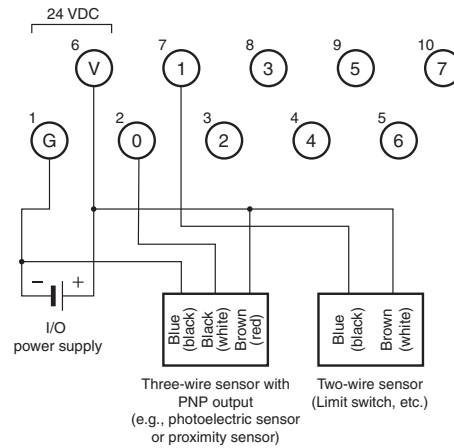 24 VDC
6 7 8 9 10
V 1 3 5 7
1 2 3 4 5
G 0 2 4 6
− +
I/O
power supply
Blue
(black)
Black
(white)
Brown
(red)
Blue
(black)
Brown
(white)
Three-wire sensor with
PNP output
(e.g., photoelectric sensor
or proximity sensor)
Two-wire sensor
(Limit switch, etc.)